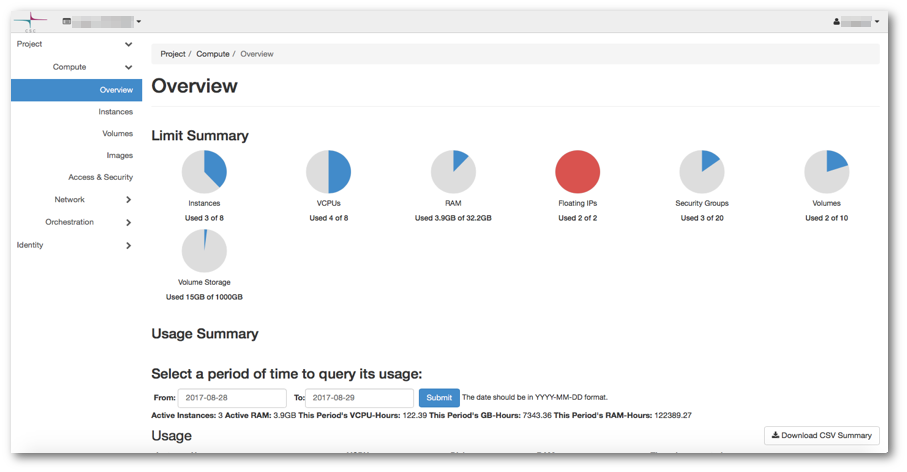 Project
Compute
Overview
Instances
Volumes
Images
Access & Security
Network
Orchestration
Identity
Project / Compute / Overview
Overview
Limit Summary
Instances
Used 3 of 8
VCPUs
Used 4 of 8
RAM
Used 3.9GB of 32.2GB
Floating IPs
Used 2 of 2
Security Groups
Used 3 of 20
Volumes
Used 2 of 10
Volume Storage
Used 15GB of 1000GB
Usage Summary
Select a period of time to query its usage:
From: 2017-08-28 To: 2017-08-29 Submit The date should be in YYYY-MM-DD format.
Active Instances: 3 Active RAM: 3.9GB This Period's VCPU-Hours: 122.39 This Period's GB-Hours: 7343.36 This Period's RAM-Hours: 122389.27
Usage
Download CSV Summary